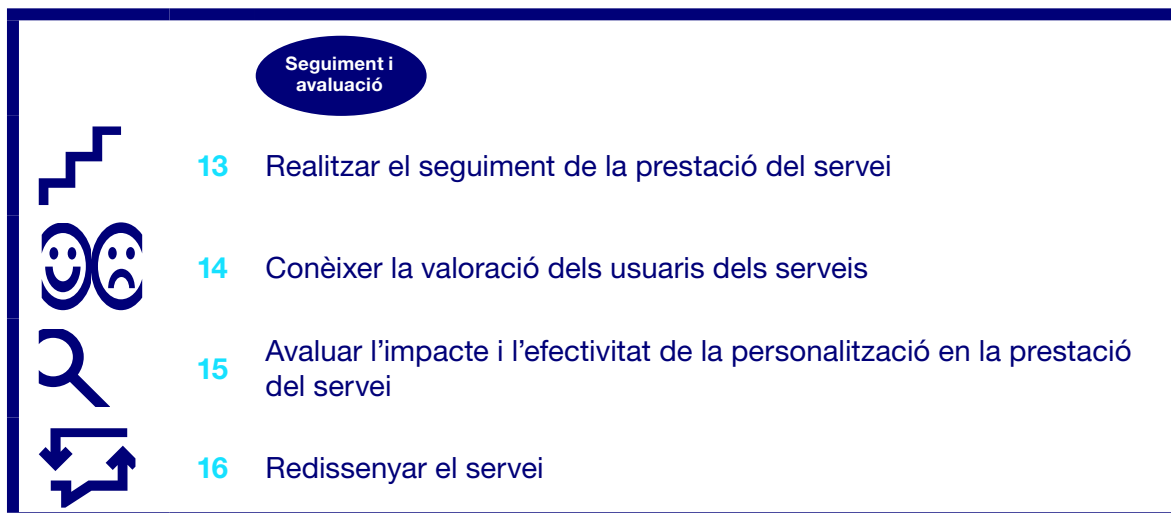 Seguiment i
avaluació
13 Realitzar el seguiment de la prestació del servei
14 Conèixer la valoració dels usuaris dels serveis
15 Avaluar l’impacte i l’efectivitat de la personalització en la prestació
del servei
16 Redissenyar el servei